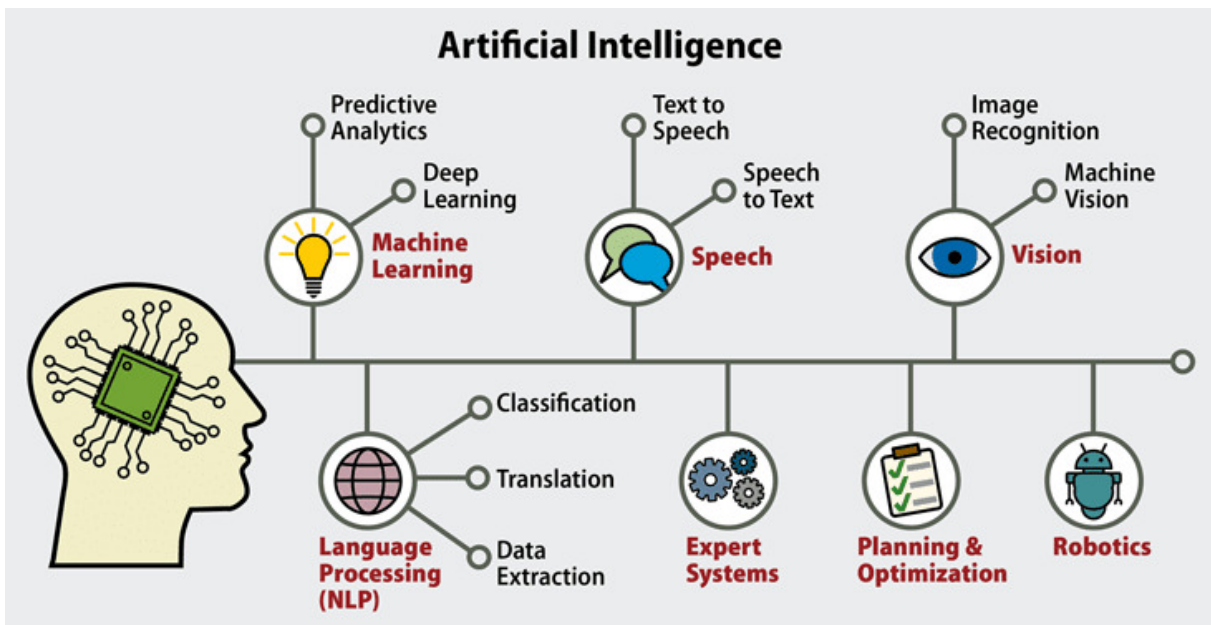 Artificial Intelligence
Predictive
Analytics
Deep
Learning
Machine
Learning
Text to
Speech
Speech
to Text
Speech
Image
Recognition
Machine
Vision
Vision
Classification
Translation
Data
Extraction
Language
Processing
(NLP)
Expert
Systems
Planning &
Optimization
Robotics